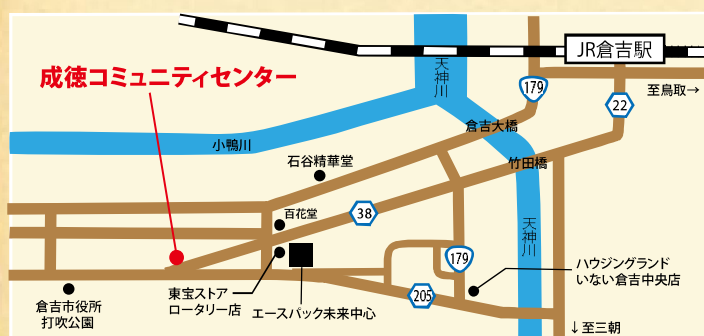 JR倉吉駅
天神川
成徳コミュニティセンター
179
至鳥取→
22
倉吉大橋
小鴨川
石谷精華堂
竹田橋
百花堂
38
天神川
179
ハウジングランド
いない倉吉中央店
東宝ストア
ロータリー店
エースパック未来中心
205
倉吉市役所
打吹公園
↓至三朝